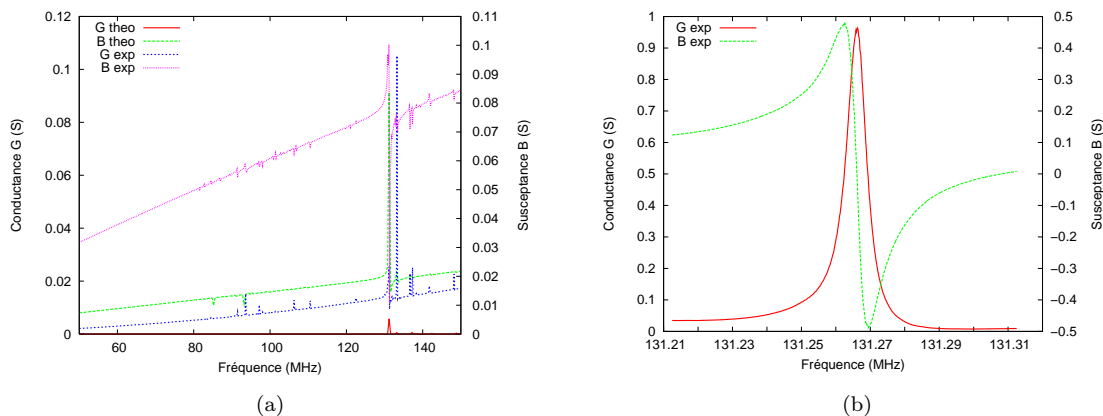 0.12
0.1
0.08
0.06
0.04
0.02
0
Conductance G (S)
G theo
B theo
G exp
B exp
0.11
0.1
0.09
0.08
0.07
0.06
0.05
0.04
0.03
0.02
0.01
0
Susceptance B (S)
60 80 100 120 140
Fréquence (MHz)
(a)
1
0.9
0.8
0.7
0.6
0.5
0.4
0.3
0.2
0.1
0
Conductance G (S)
G exp
B exp
0.5
0.4
0.3
0.2
0.1
0
−0.1
−0.2
−0.3
−0.4
−0.5
Susceptance B (S)
131.21 131.23 131.25 131.27 131.29 131.31
Fréquence (MHz)
(b)